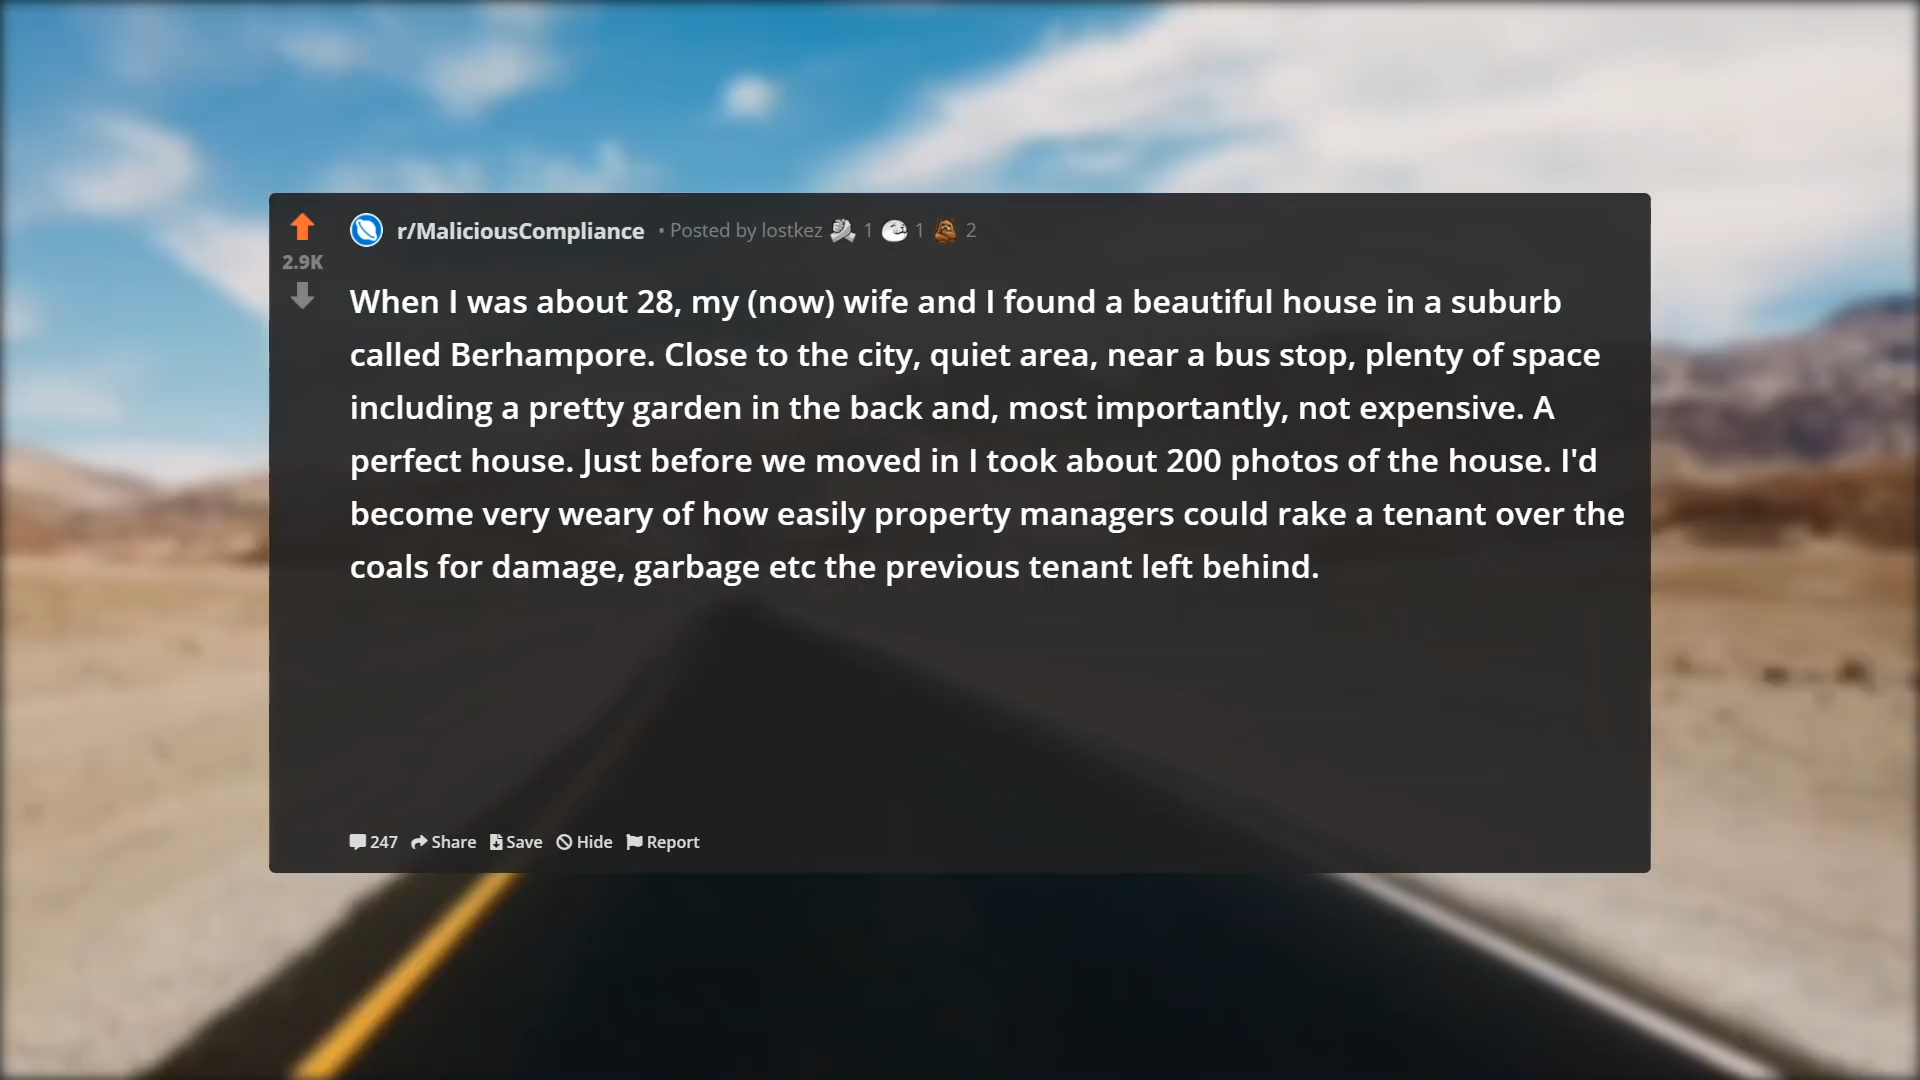 r/MaliciousCompliance • Posted by lostkez 1 1 2
2.9K
When I was about 28, my (now) wife and I found a beautiful house in a suburb
called Berhampore. Close to the city, quiet area, near a bus stop, plenty of space
including a pretty garden in the back and, most importantly, not expensive. A
perfect house. Just before we moved in I took about 200 photos of the house. I'd
become very weary of how easily property managers could rake a tenant over the
coals for damage, garbage etc the previous tenant left behind.
247 Share Save Hide Report